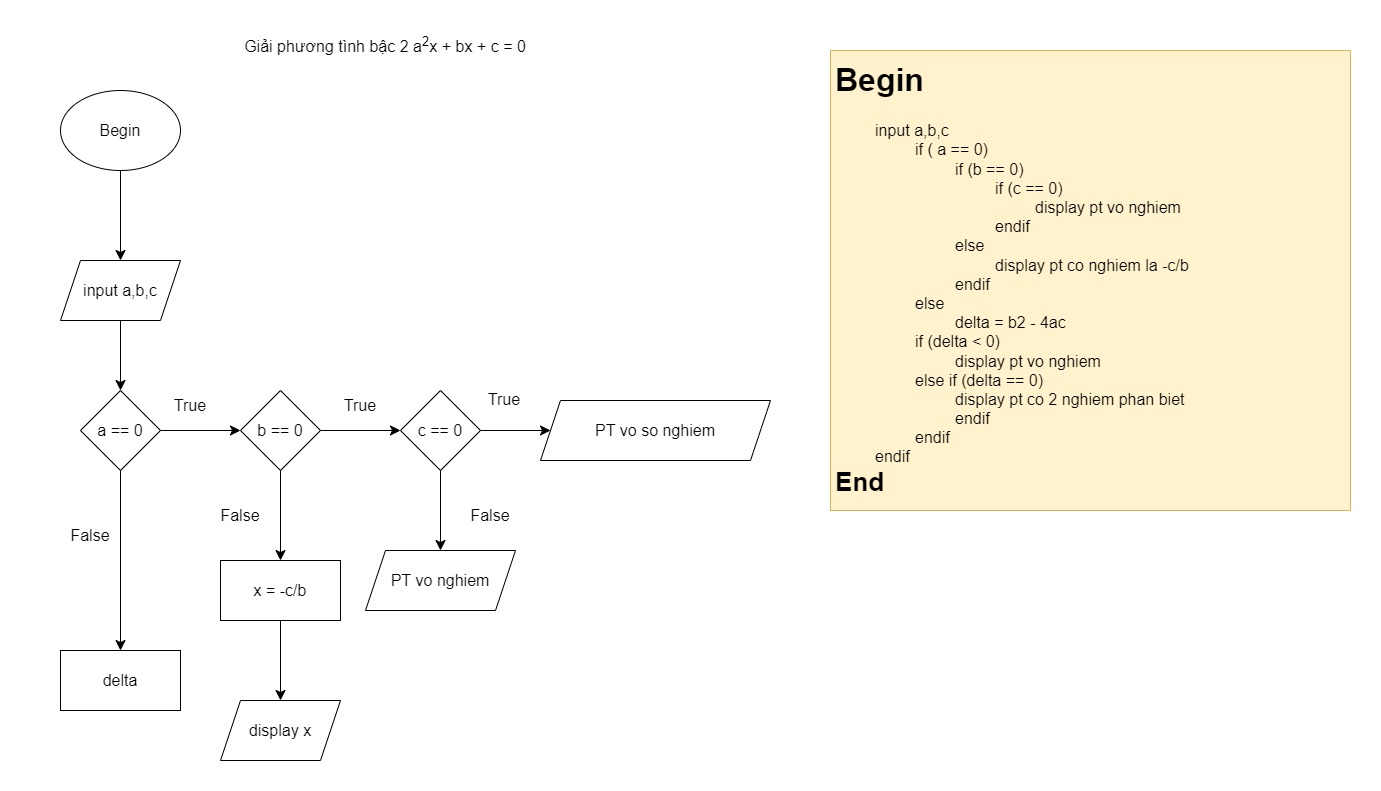 Giải phương tình bậc 2 a²x + bx + c = 0
Begin
input a,b,c
a == 0
True
b == 0
True
c == 0
True
PT vo so nghiem
False
False
False
x = -c/b
PT vo nghiem
delta
display x
Begin
input a,b,c
if ( a == 0)
if (b == 0)
if (c == 0)
display pt vo nghiem
endif
else
display pt co nghiem la -c/b
endif
else
delta = b2 - 4ac
if (delta < 0)
display pt vo nghiem
else if (delta == 0)
display pt co 2 nghiem phan biet
endif
endif
endif
End